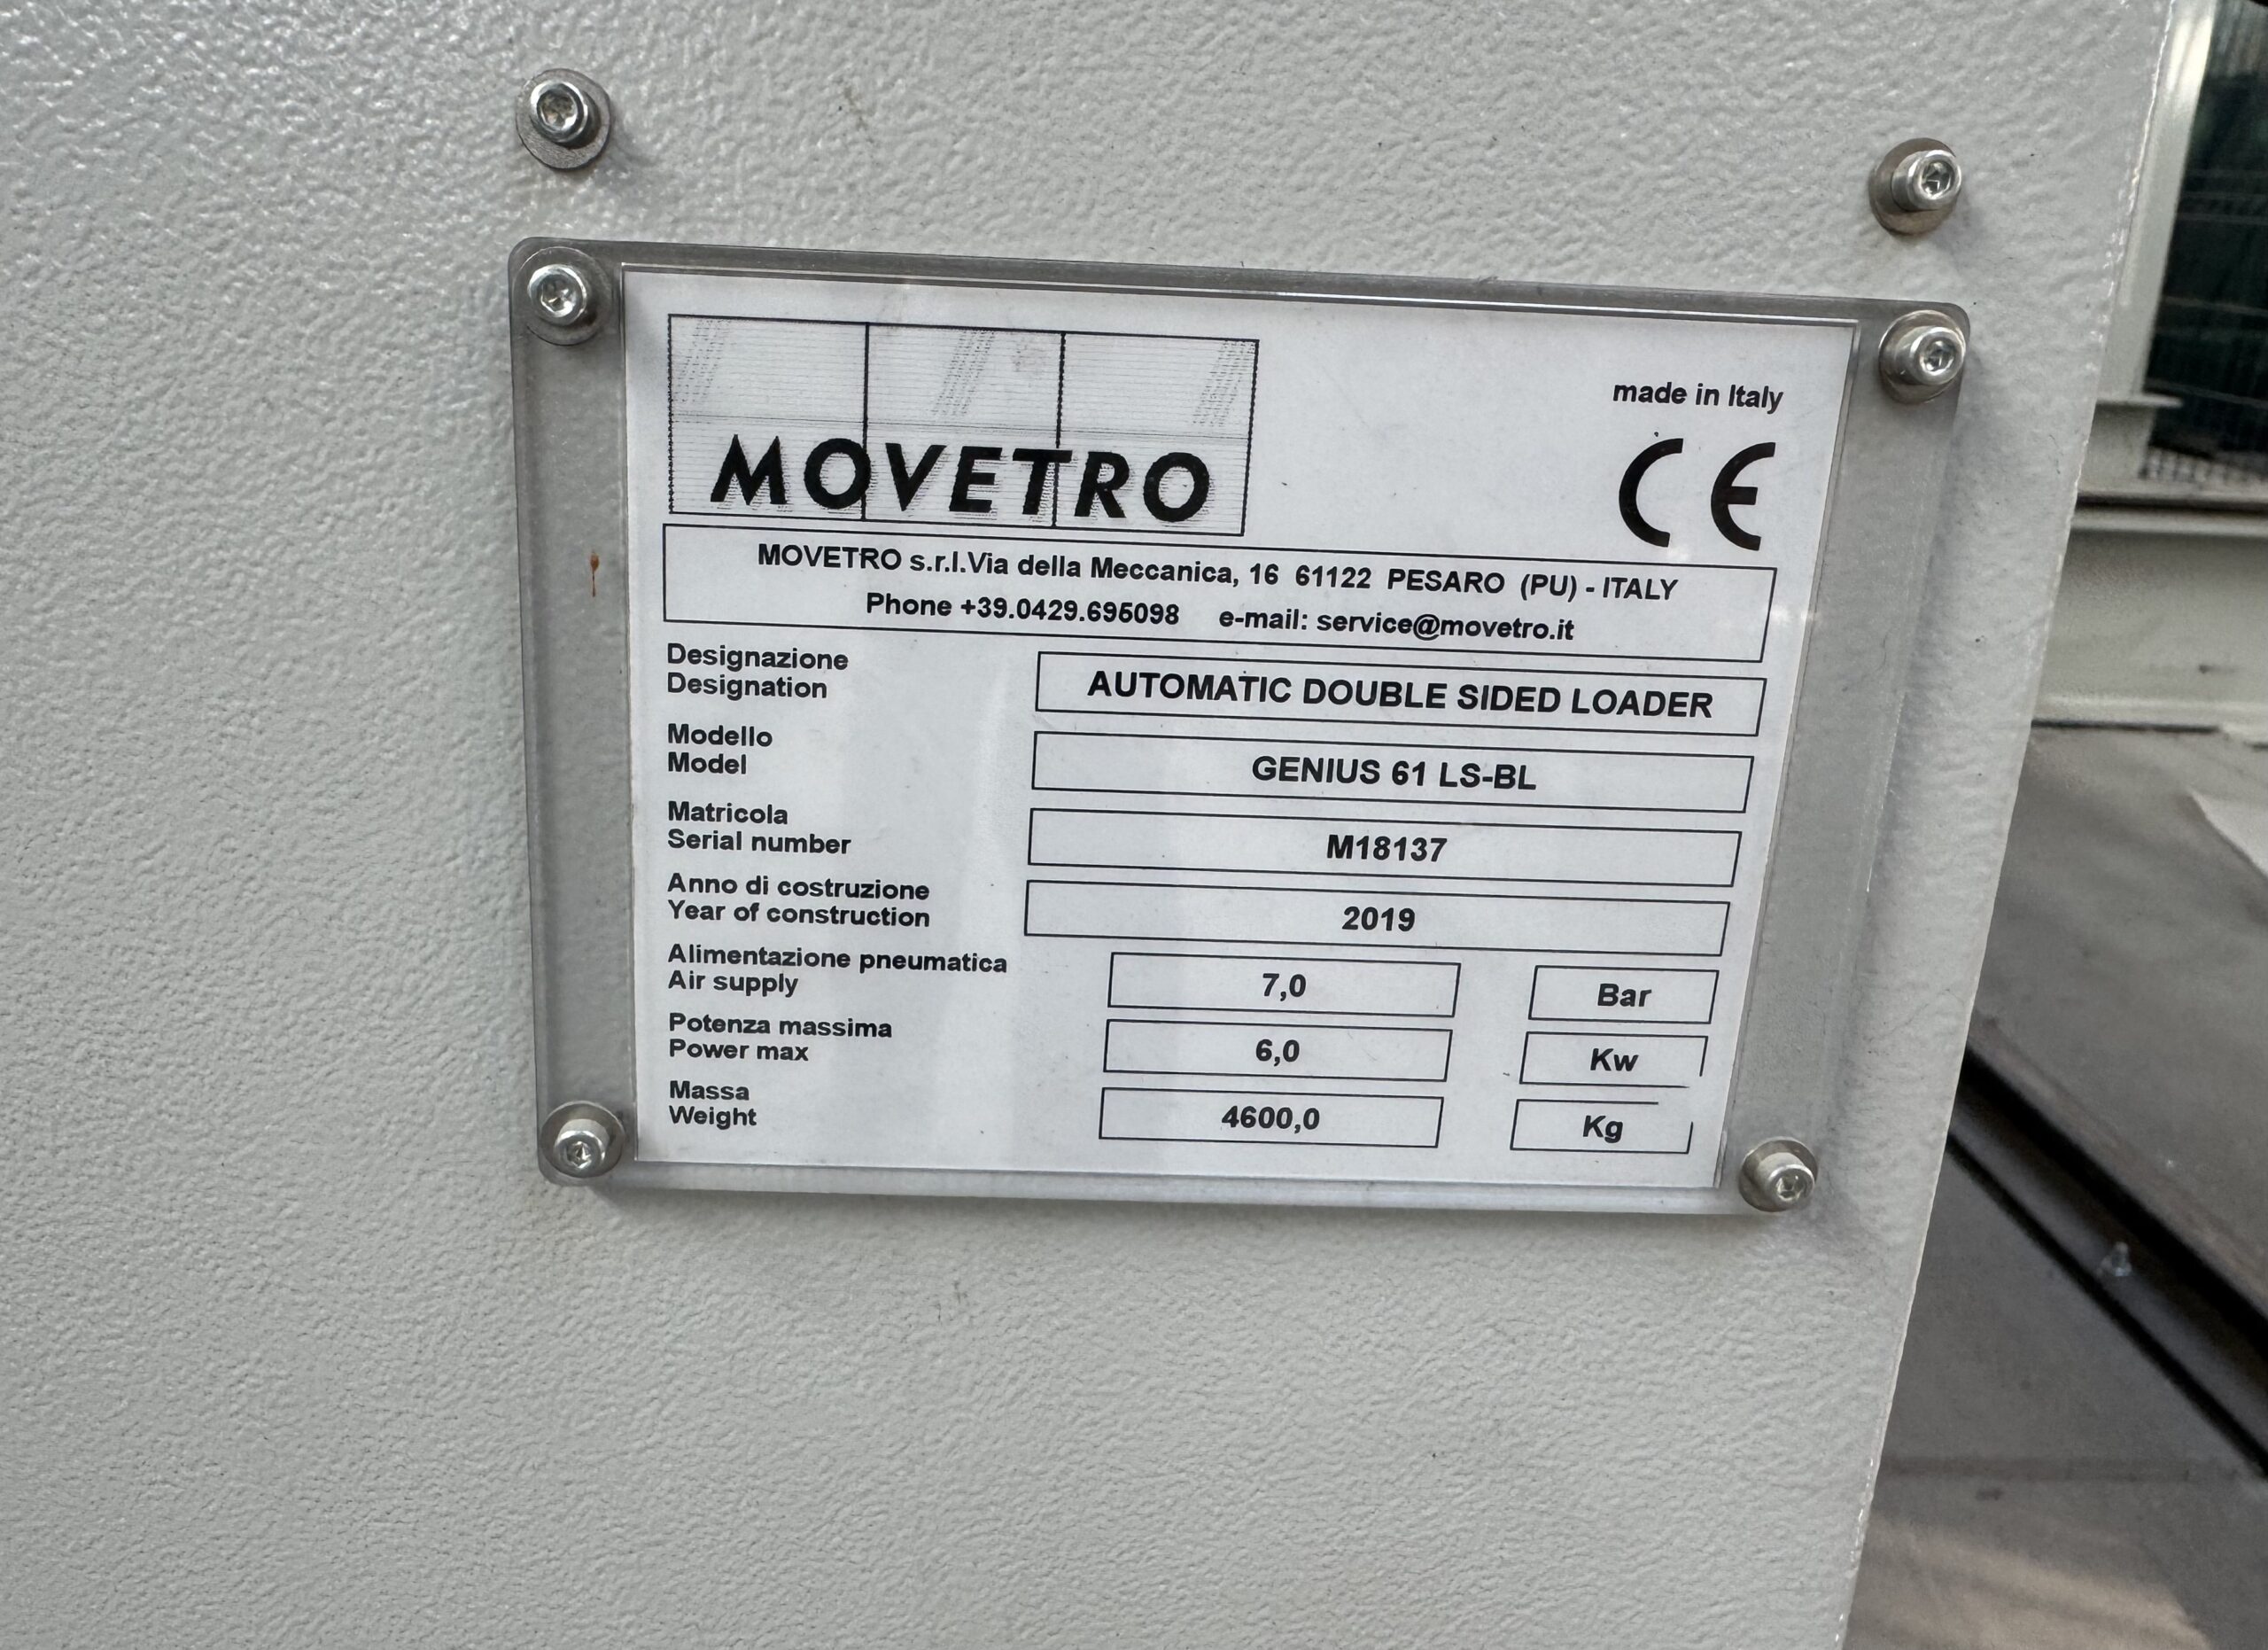 MOVETRO
made in Italy
CE
MOVETRO s.r.l.Via della Meccanica, 16 61122 PESARO (PU) - ITALY
Phone +39.0429.695098 e-mail: service@movetro.it
Designazione
Designation
AUTOMATIC DOUBLE SIDED LOADER
Modello
Model
GENIUS 61 LS-BL
Matricola
Serial number
M18137
Anno di costruzione
Year of construction
2019
Alimentazione pneumatica
Air supply
7,0 Bar
Potenza massima
Power max
6,0 Kw
Massa
Weight
4600,0 Kg